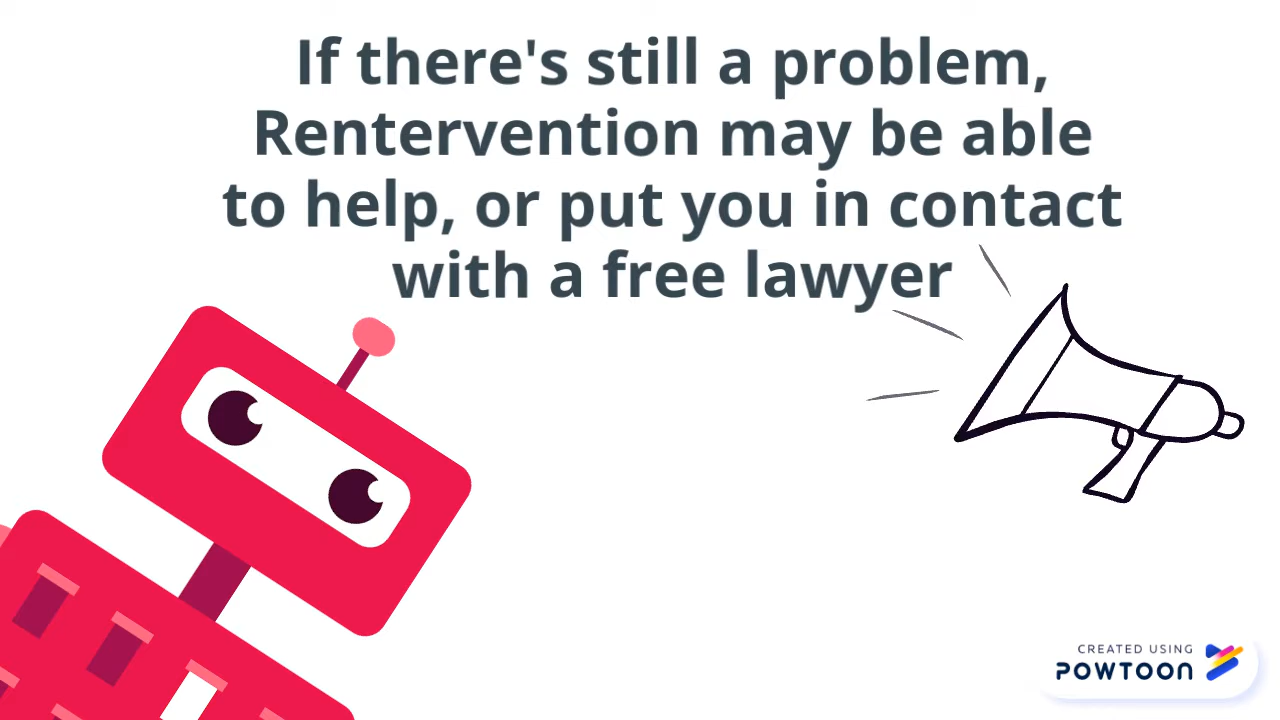 If there's still a problem,
Rentervention may be able
to help, or put you in contact
with a free lawyer
CREATED USING
POWTOON